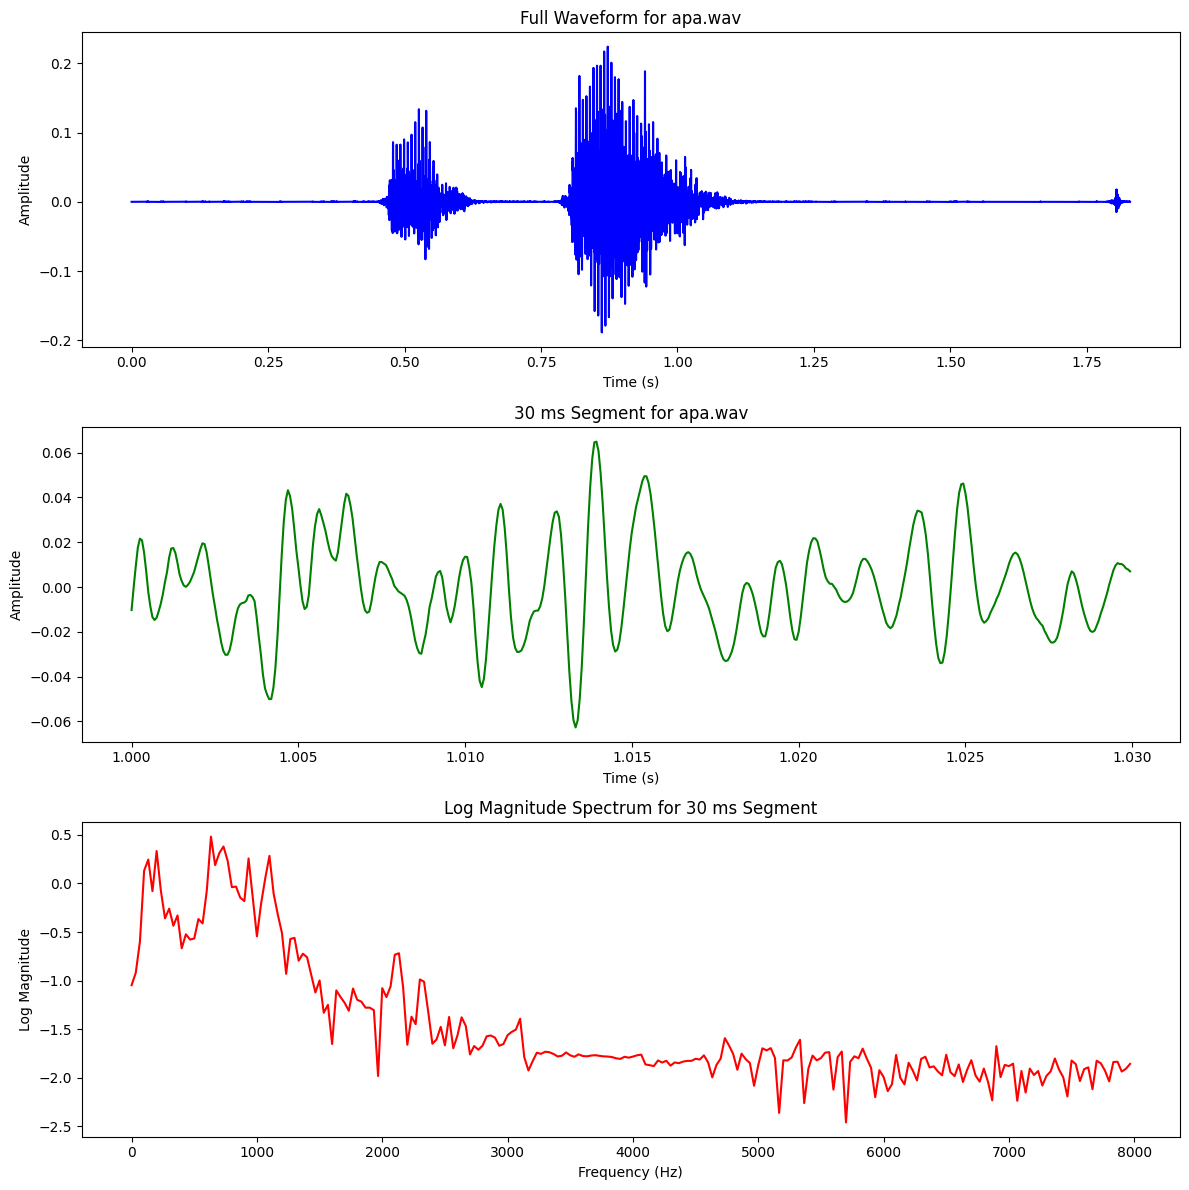 Full Waveform for apa.wav
Amplitude
0.2
0.1
0.0
−0.1
−0.2
0.00 0.25 0.50 0.75 1.00 1.25 1.50 1.75
Time (s)
30 ms Segment for apa.wav
Amplitude
0.06
0.04
0.02
0.00
−0.02
−0.04
−0.06
1.000 1.005 1.010 1.015 1.020 1.025 1.030
Time (s)
Log Magnitude Spectrum for 30 ms Segment
Log Magnitude
0.5
0.0
−0.5
−1.0
−1.5
−2.0
−2.5
0 1000 2000 3000 4000 5000 6000 7000 8000
Frequency (Hz)